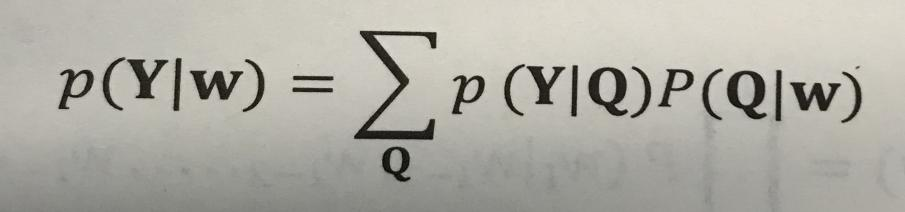 p(Y|w) = ∑_Q p (Y|Q)P(Q|w)